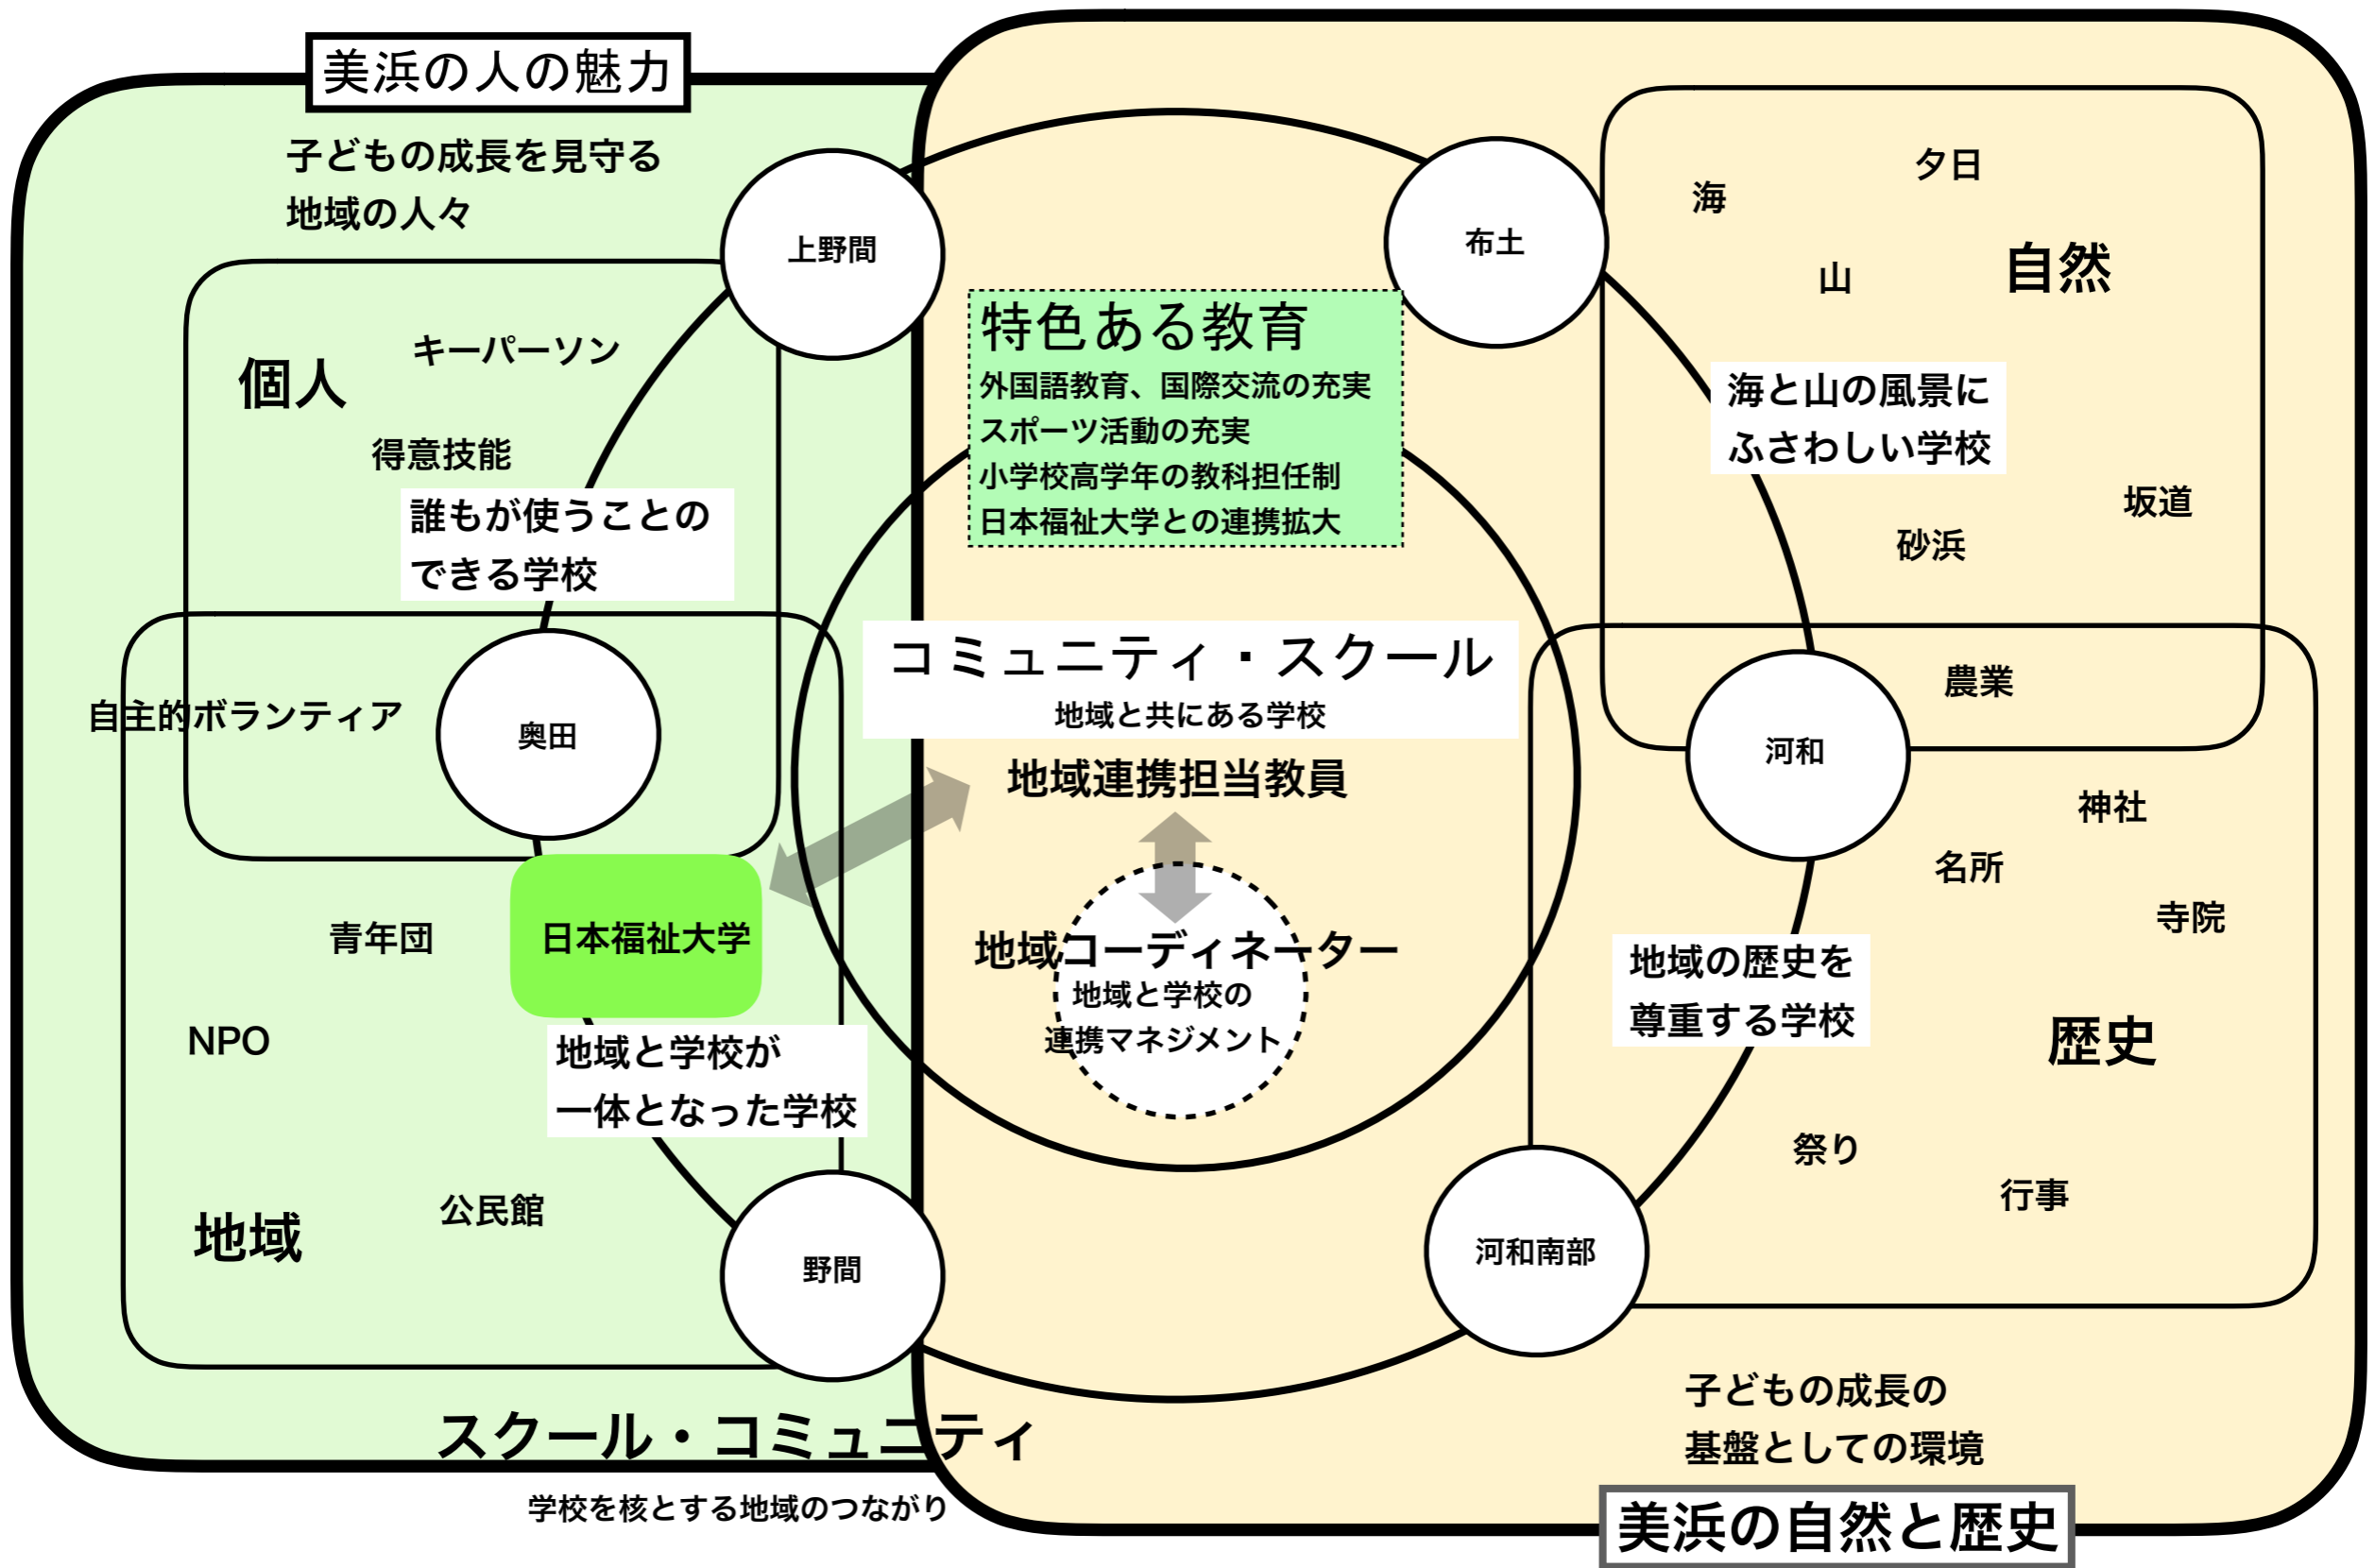 美浜の人の魅力
子どもの成長を見守る
地域の人々
上野間
布土
海
夕日
山
自然
特色ある教育
外国語教育、国際交流の充実
スポーツ活動の充実
小学校高学年の教科担任制
日本福祉大学との連携拡大
個人
キーパーソン
得意技能
誰もが使うことの
できる学校
海と山の風景に
ふさわしい学校
坂道
砂浜
コミュニティ・スクール
地域と共にある学校
自主的ボランティア
奥田
地域連携担当教員
農業
河和
神社
名所
寺院
青年団
日本福祉大学
地域コーディネーター
地域と学校の
連携マネジメント
地域の歴史を
尊重する学校
NPO
地域と学校が
一体となった学校
歴史
祭り
行事
地域
公民館
野間
河和南部
スクール・コミュニティ
学校を核とする地域のつながり
子どもの成長の
基盤としての環境
美浜の自然と歴史